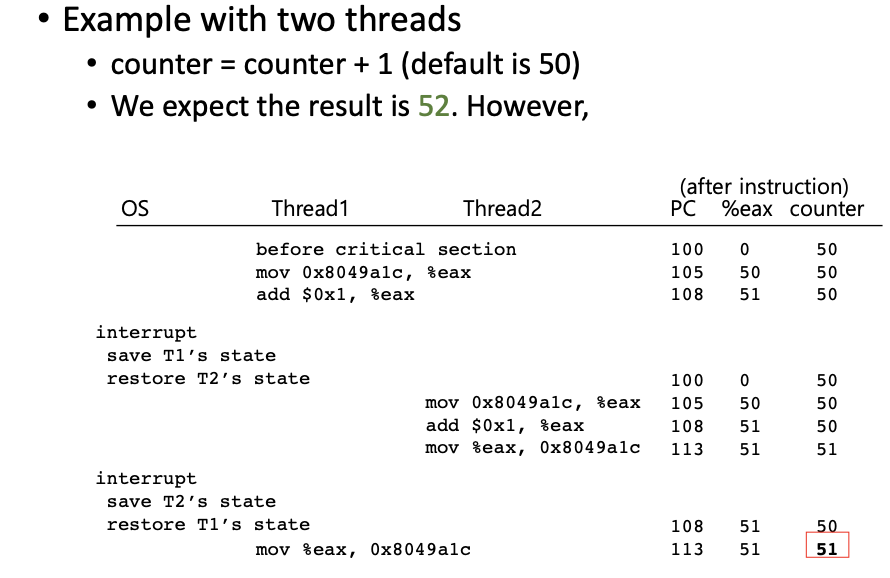 • Example with two threads
• counter = counter + 1 (default is 50)
• We expect the result is 52. However,
(after instruction)
OS Thread1 Thread2 PC %eax counter
before critical section 100 0 50
mov 0x8049a1c, %eax 105 50 50
add $0x1, %eax 108 51 50
interrupt
save T1's state
restore T2's state 100 0 50
mov 0x8049a1c, %eax 105 50 50
add $0x1, %eax 108 51 50
mov %eax, 0x8049a1c 113 51 51
interrupt
save T2's state
restore T1's state 108 51 50
mov %eax, 0x8049a1c 113 51 51